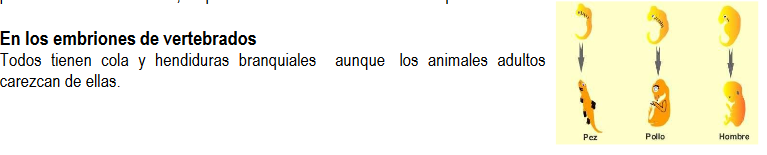 En los embriones de vertebrados
Todos tienen cola y hendiduras branquiales aunque los animales adultos
carezcan de ellas.
Pez Pollo Hombre